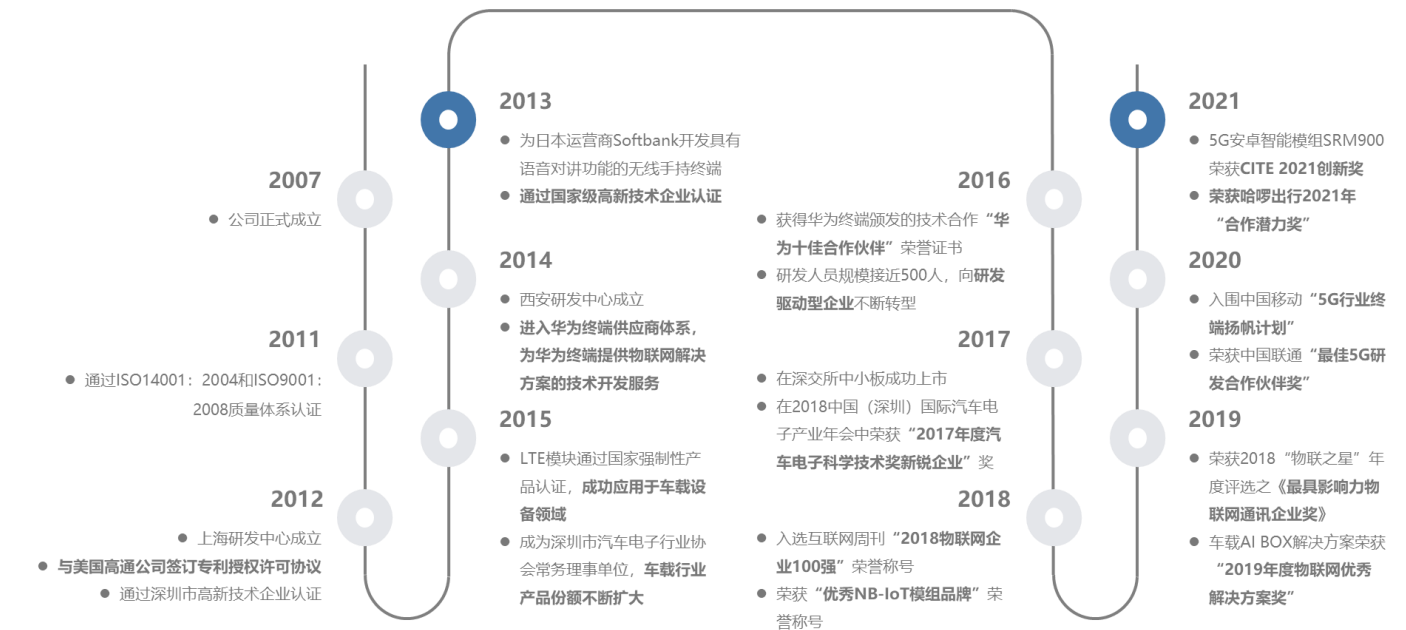 2007
● 公司正式成立
2011
● 通过ISO14001：2004和ISO9001：
2008质量体系认证
2012
● 上海研发中心成立
● 与美国高通公司签订专利授权许可协议
● 通过深圳市高新技术企业认证
2013
● 为日本运营商Softbank开发具有
语音对讲功能的无线手持终端
● 通过国家级高新技术企业认证
2014
● 西安研发中心成立
● 进入华为终端供应商体系，
为华为终端提供物联网解决
方案的技术开发服务
2015
● LTE模块通过国家强制性产
品认证，成功应用于车载设
备领域
● 成为深圳市汽车电子行业协
会常务理事单位，车载行业
产品份额不断扩大
2016
● 获得华为终端颁发的技术合作“华
为十佳合作伙伴”荣誉证书
● 研发人员规模接近500人，向研发
驱动型企业不断转型
2017
● 在深交所中小板成功上市
● 在2018中国（深圳）国际汽车电
子产业年会中荣获“2017年度汽
车电子科学技术奖新锐企业”奖
2018
● 入选互联网周刊“2018物联网企
业100强”荣誉称号
● 荣获“优秀NB-IoT模组品牌”荣
誉称号
2021
● 5G安卓智能模组SRM900
荣获CITE 2021创新奖
● 荣获哈啰出行2021年
“合作潜力奖”
2020
● 入围中国移动“5G行业终
端扬帆计划”
● 荣获中国联通“最佳5G研
发合作伙伴奖”
2019
● 荣获2018“物联之星”年
度评选之《最具影响力物
联网通讯企业奖》
● 车载AI BOX解决方案荣获
“2019年度物联网优秀
解决方案奖”